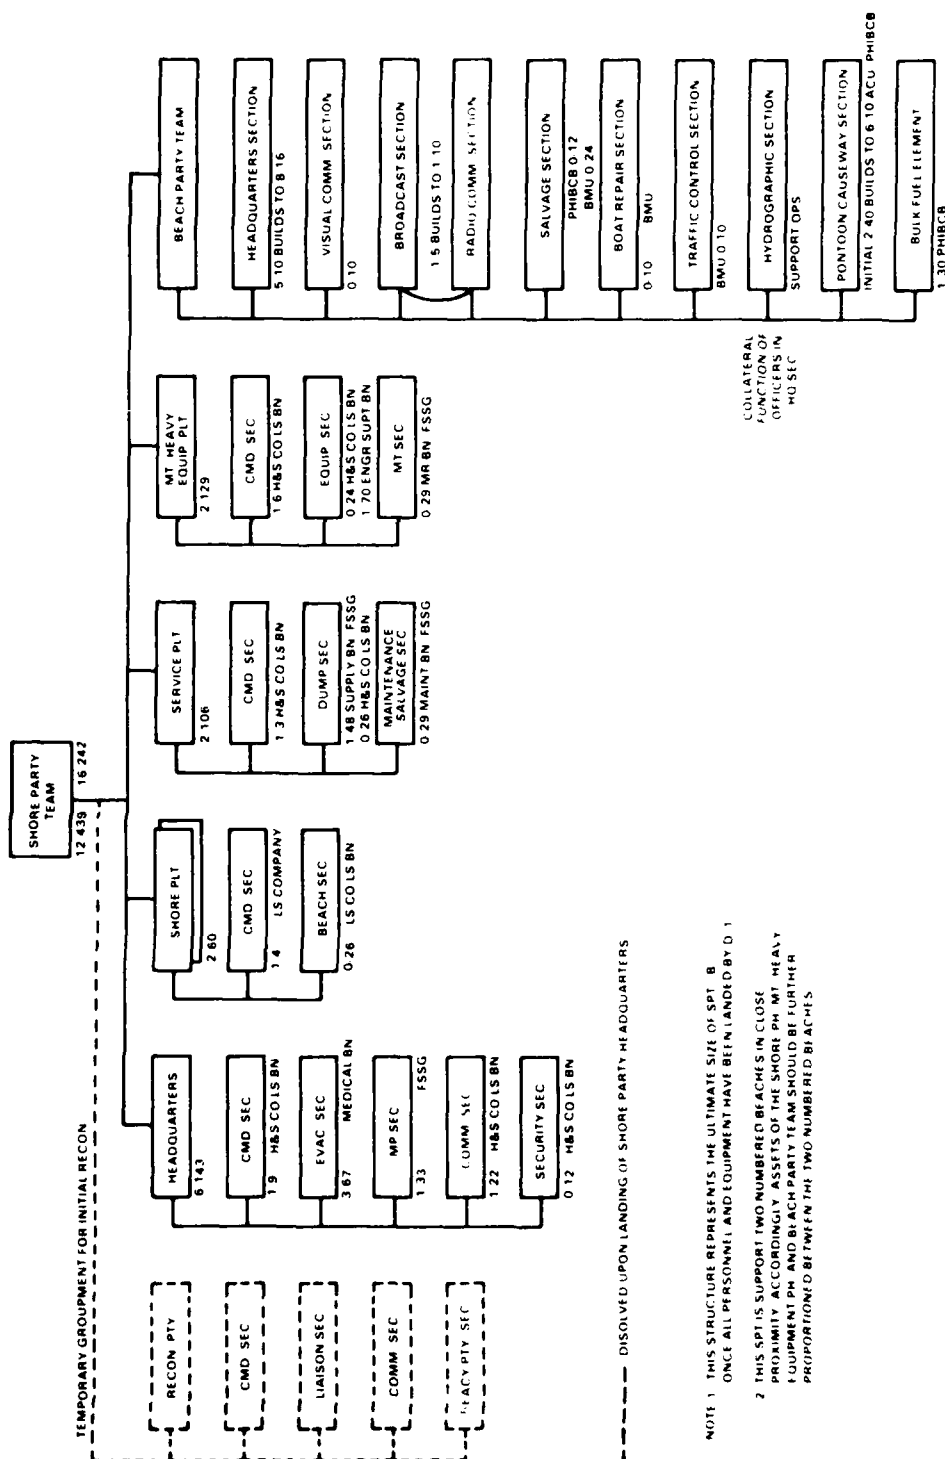 SHORE PARTY
TEAM
12 439
16 242
TEMPORARY GROUPMENT FOR INITIAL RECON
RECON PTY
CMD SEC
LIAISON SEC
COMM SEC
PTY SEC
HEADQUARTERS
6 143
CMD SEC
1 9 H&S CO LS BN
EVAC SEC
3 67 MEDICAL BN
MP SEC
1 33 FSSG
COMM SEC
1 22 H&S CO LS BN
SECURITY SEC
0 12 H&S CO LS BN
SHORE PLT
2 60
CMD SEC
1 4 LS COMPANY
BEACH SEC
0 26 LS CO LS BN
SERVICE PLT
2 106
CMD SEC
1 3 H&S CO LS BN
DUMP SEC
1 48 SUPPLY BN FSSG
0 26 H&S CO LS BN
MAINTENANCE
SALVAGE SEC
0 29 MAINT BN FSSG
MT HEAVY
EQUIP PLT
2 129
CMD SEC
1 6 H&S CO LS BN
EQUIP SEC
0 24 H&S CO LS BN
1 70 ENGR SUPT BN
MT SEC
0 29 MR BN FSSG
BEACH PARTY TEAM
HEADQUARTERS SECTION
5 10 BUILDS TO 8 16
VISUAL COMM SECTION
0 10
BROADCAST SECTION
1 5 BUILDS TO 1 10
RADIO COMM SECTION
SALVAGE SECTION
PHIBCB 0 12
BMU 0 24
BOAT REPAIR SECTION
0 10 BMU
TRAFFIC CONTROL SECTION
BMU 0 10
HYDROGRAPHIC SECTION
SUPPORT OPS
COLLATERAL
FUNCTION OF
OFFICERS IN
HQ SEC
PONTOON CAUSEWAY SECTION
INITIAL 2 40 BUILDS TO 6 10 ACU PHIBCB
BULK FUEL ELEMENT
1 30 PHIBCB
DISOLVED UPON LANDING OF SHORE PARTY HEADQUARTERS
NOTE 1 THIS STRUCTURE REPRESENTS THE ULTIMATE SIZE OF SPT B
ONCE ALL PERSONNEL AND EQUIPMENT HAVE BEEN LANDED BY D 1
2 THIS SPT IS SUPPORT TWO NUMBERED BEACHES IN CLOSE
PROXIMITY ACCORDINGLY ASSETS OF THE SHORE PH MT HEAVY
EQUIPMENT PH AND BEACH PARTY TEAM SHOULD BE FURTHER
PROPORTIONED BETWEEN THE TWO NUMBERED BEACHES